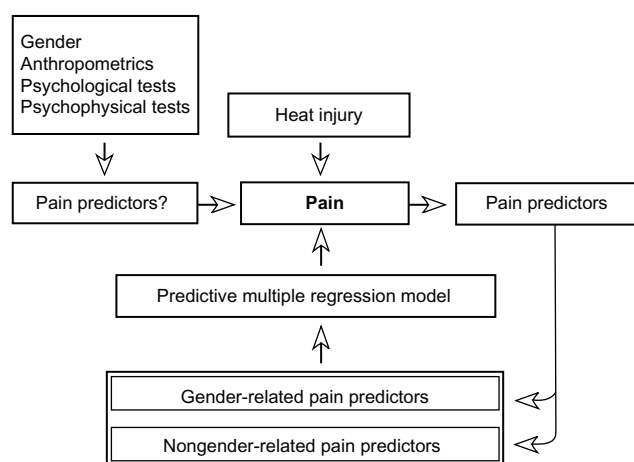 Gender
Anthropometrics
Psychological tests
Psychophysical tests
Heat injury
Pain predictors?
Pain
Pain predictors
Predictive multiple regression model
Gender-related pain predictors
Nongender-related pain predictors